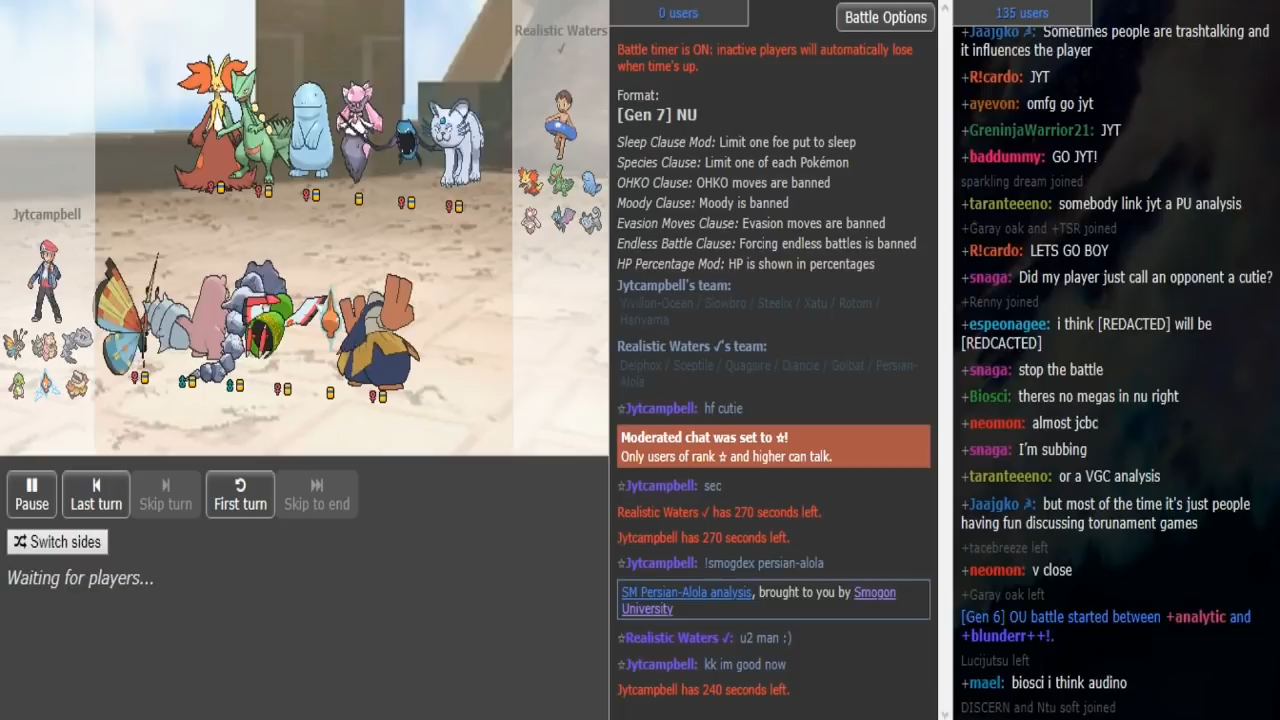 Realistic Waters
✓
Jytcampbell
Pause
Last turn
Skip turn
First turn
Skip to end
Switch sides
Waiting for players...
0 users
Battle Options
Battle timer is ON: inactive players will automatically lose
when time's up.
Format:
[Gen 7] NU
Sleep Clause Mod: Limit one foe put to sleep
Species Clause: Limit one of each Pokémon
OHKO Clause: OHKO moves are banned
Moody Clause: Moody is banned
Evasion Moves Clause: Evasion moves are banned
Endless Battle Clause: Forcing endless battles is banned
HP Percentage Mod: HP is shown in percentages
Jytcampbell's team:
Vivillon-Ocean / Slowbro / Steelix / Xatu / Rotom /
Hariyama
Realistic Waters ✓'s team:
Delphox / Sceptile / Quagsire / Diancie / Golbat / Persian-
Alola
☆Jytcampbell: hf cutie
Moderated chat was set to ☆!
Only users of rank ☆ and higher can talk.
☆Jytcampbell: sec
Realistic Waters ✓ has 270 seconds left.
Jytcampbell has 270 seconds left.
☆Jytcampbell: !smogdex persian-alola
SM Persian-Alola analysis, brought to you by Smogon
University
☆Realistic Waters ✓: u2 man :)
☆Jytcampbell: kk im good now
Jytcampbell has 240 seconds left.
135 users
+Jaajgko: Sometimes people are trashtalking and
it influences the player
+R!cardo: JYT
+ayevon: omfg go jyt
+GreninjaWarrior21: JYT
+baddummy: GO JYT!
sparkling dream joined
+taranteeeno: somebody link jyt a PU analysis
+Garay oak and +TSR joined
+R!cardo: LETS GO BOY
+snaga: Did my player just call an opponent a cutie?
+Renny joined
+espeonagee: i think [REDACTED] will be
[REDCACTED]
+snaga: stop the battle
+Biosci: theres no megas in nu right
+neomon: almost jcbc
+snaga: I'm subbing
+taranteeeno: or a VGC analysis
+Jaajgko: but most of the time it's just people
having fun discussing torunament games
+tacebreeze left
+neomon: v close
+Garay oak left
[Gen 6] OU battle started between +analytic and
+blunderr++!.
Lucijutsu left
+mael: biosci i think audino
DISCERN and Ntu soft joined